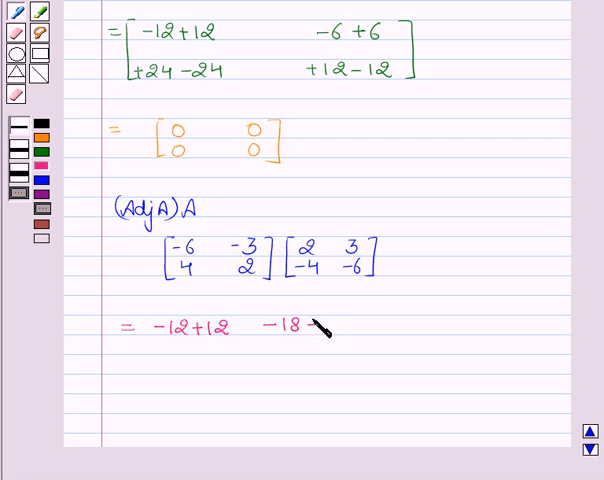 = [ -12+12 -6+6
+24-24 +12-12 ]
= [ 0 0
0 0 ]
(AdjA)A
[ -6 -3 ] [ 2 3 ]
[ 4 2 ] [ -4 -6 ]
= -12+12 -18-